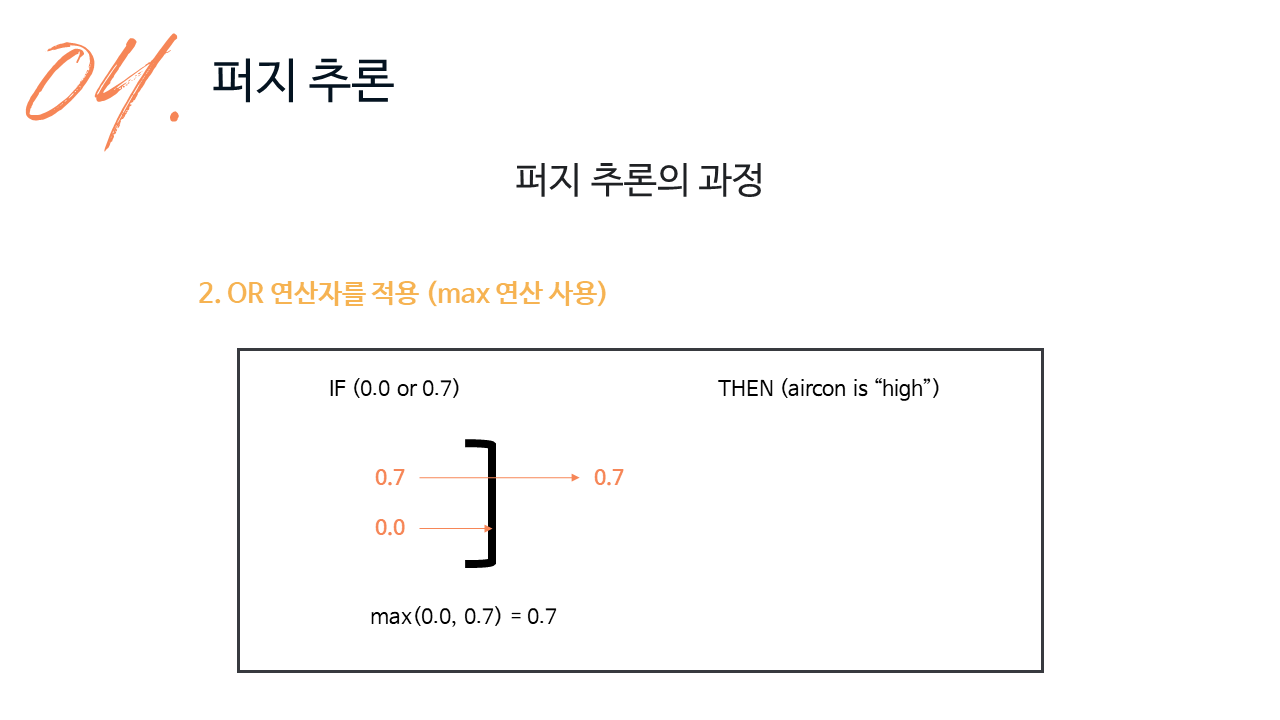 04. 퍼지 추론
퍼지 추론의 과정
2. OR 연산자를 적용 (max 연산 사용)
IF (0.0 or 0.7) THEN (aircon is “high”)
0.7 0.7
0.0
max(0.0, 0.7) = 0.7